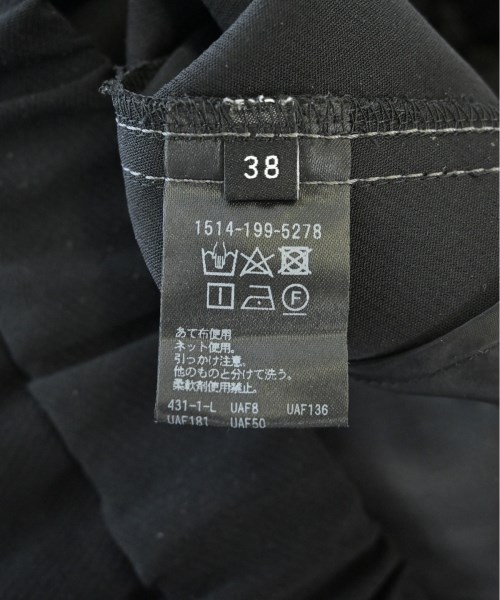 38
1514-199-5278
F
あて布使用
ネット使用。
引っかけ注意。
他のものと分けて洗う。
柔軟剤使用禁止。
431-1-L UAF8 UAF136
UAF181 UAF50